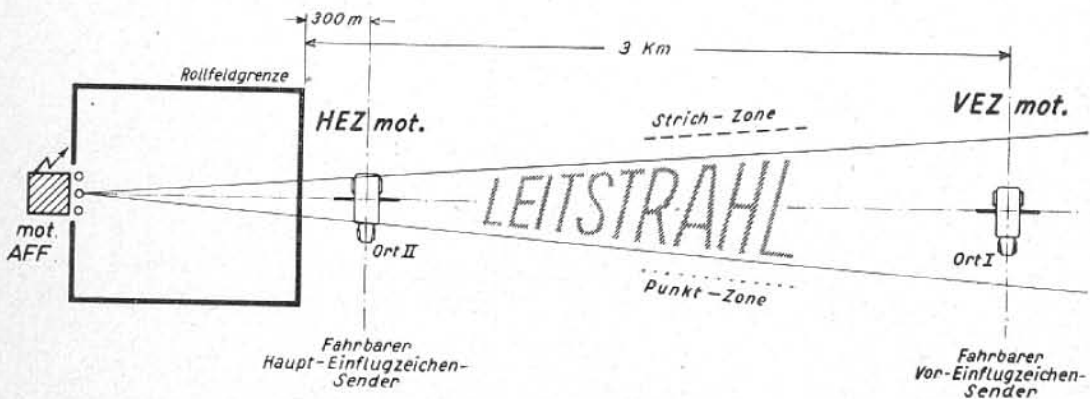 300 m
3 Km
Rollfeldgrenze
HEZ mot.
Strich-Zone
VEZ mot.
LEITSTRAHL
mot.
AFF
Ort II
Ort I
Punkt-Zone
Fahrbarer
Haupt-Einflugzeichen-
Sender
Fahrbarer
Vor-Einflugzeichen-
Sender